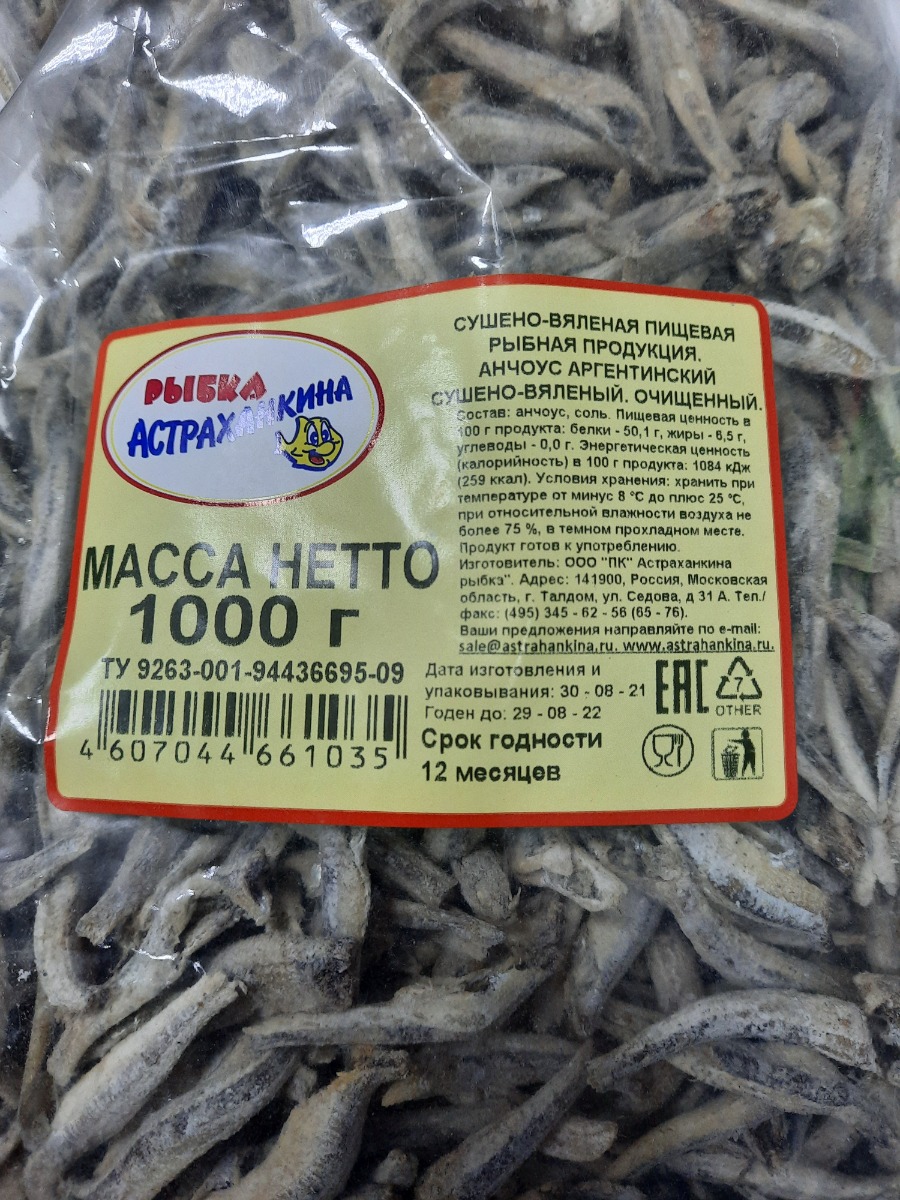 РЫБКА
АСТРАХАНКИНА
МАССА НЕТТО
1000 г
ТУ 9263-001-94436695-09
4 607044 661035
СУШЕНО-ВЯЛЕНАЯ ПИЩЕВАЯ
РЫБНАЯ ПРОДУКЦИЯ.
АНЧОУС АРГЕНТИНСКИЙ
СУШЕНО-ВЯЛЕНЫЙ. ОЧИЩЕННЫЙ.
Состав: анчоус, соль. Пищевая ценность в
100 г продукта: белки - 50,1 г, жиры - 6,5 г,
углеводы - 0,0 г. Энергетическая ценность
(калорийность) в 100 г продукта: 1084 кДж
(259 ккал). Условия хранения: хранить при
температуре от минус 8 °С до плюс 25 °С,
при относительной влажности воздуха не
более 75 %, в темном прохладном месте.
Продукт готов к употреблению.
Изготовитель: ООО "ПК" Астраханкина
рыбка". Адрес: 141900, Россия, Московская
область, г. Талдом, ул. Седова, д 31 А. Тел./
факс: (495) 345 - 62 - 56 (65 - 76).
Ваши предложения направляйте по e-mail:
sale@astrahankina.ru. www.astrahankina.ru.
Дата изготовления и
упаковывания: 30 - 08 - 21
Годен до: 29 - 08 - 22
Срок годности
12 месяцев
EAC
7
OTHER